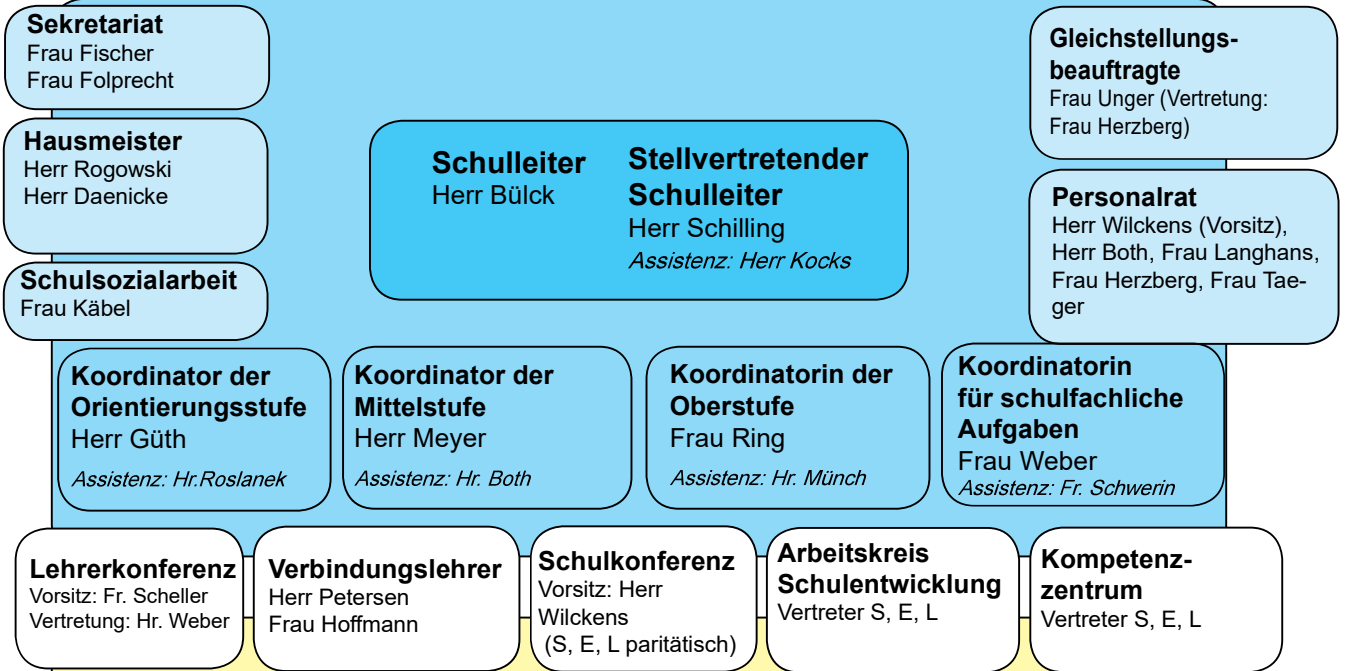 Sekretariat
Frau Fischer
Frau Folprecht
Hausmeister
Herr Rogowski
Herr Daenicke
Schulsozialarbeit
Frau Käbel
Schulleiter
Herr Bülck
Stellvertretender
Schulleiter
Herr Schilling
Assistenz: Herr Kocks
Gleichstellungs-
beauftragte
Frau Unger (Vertretung:
Frau Herzberg)
Personalrat
Herr Wilckens (Vorsitz),
Herr Both, Frau Langhans,
Frau Herzberg, Frau Tae-
ger
Koordinator der
Orientierungsstufe
Herr Güth
Assistenz: Hr.Roslanek
Koordinator der
Mittelstufe
Herr Meyer
Assistenz: Hr. Both
Koordinatorin der
Oberstufe
Frau Ring
Assistenz: Hr. Münch
Koordinatorin
für schulfachliche
Aufgaben
Frau Weber
Assistenz: Fr. Schwerin
Lehrerkonferenz
Vorsitz: Fr. Scheller
Vertretung: Hr. Weber
Verbindungslehrer
Herr Petersen
Frau Hoffmann
Schulkonferenz
Vorsitz: Herr
Wilckens
(S, E, L paritätisch)
Arbeitskreis
Schulentwicklung
Vertreter S, E, L
Kompetenz-
zentrum
Vertreter S, E, L